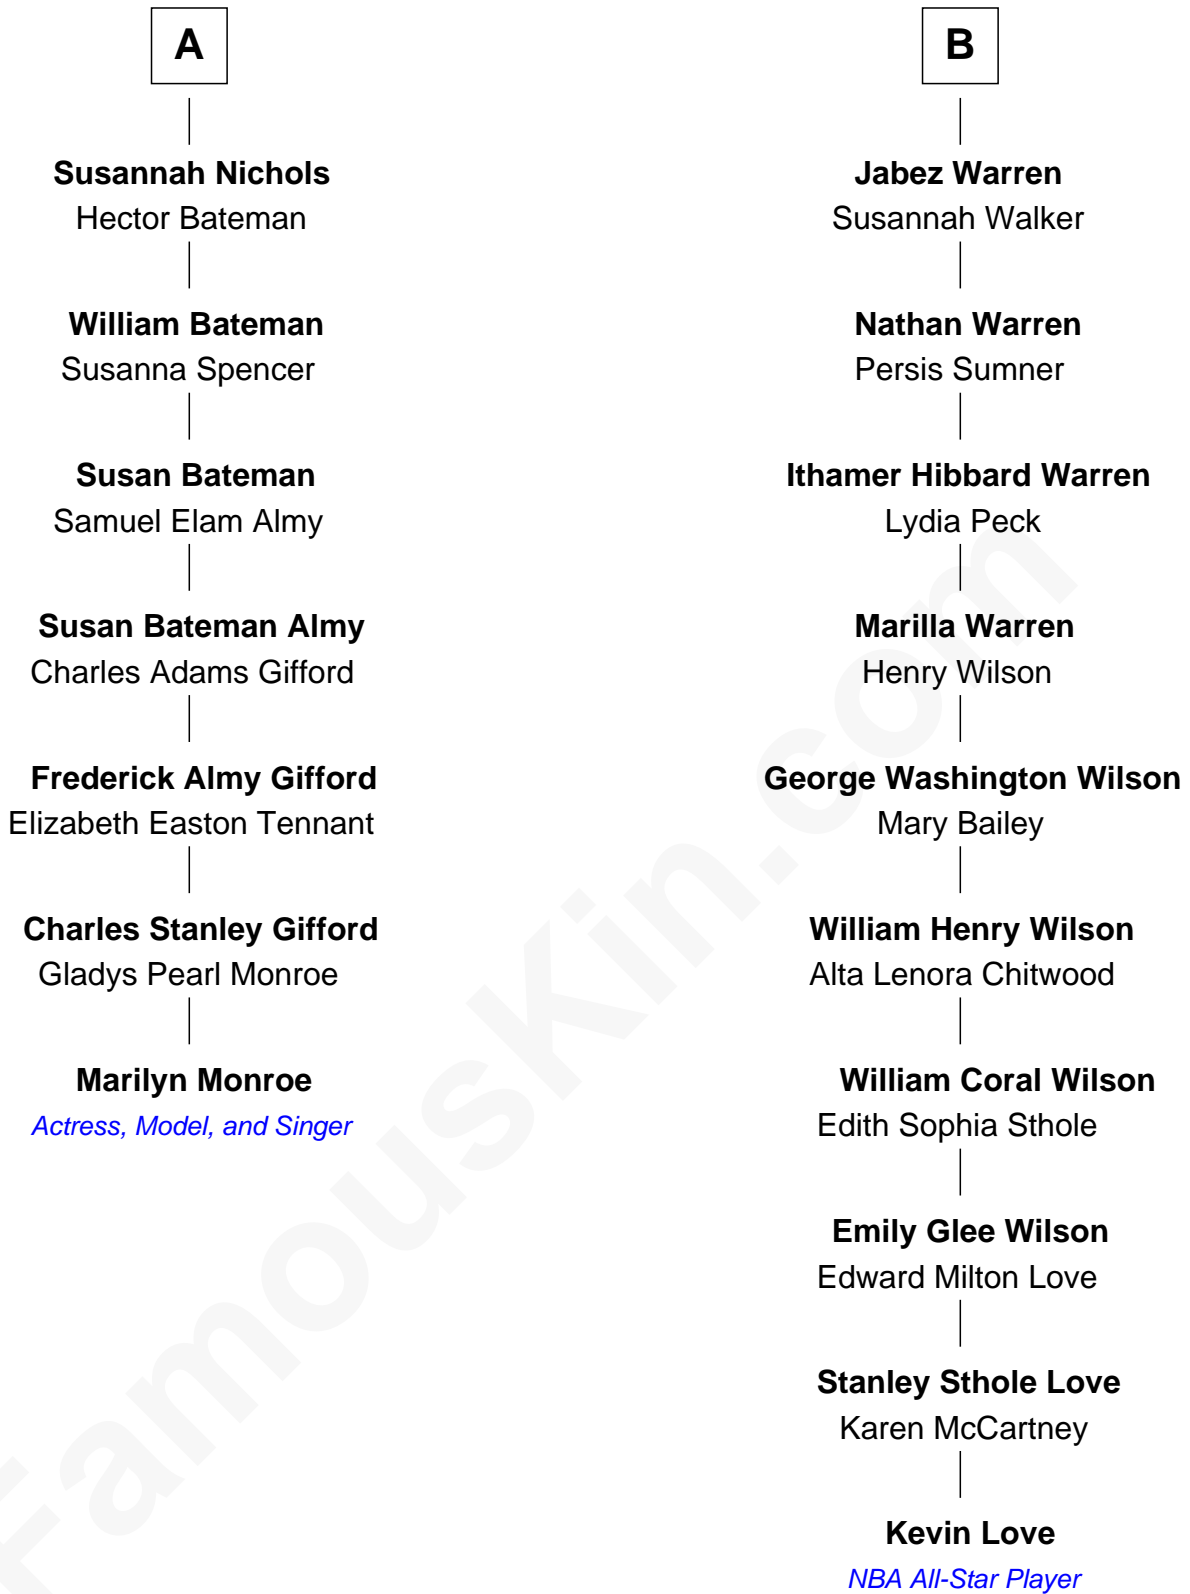 A
Susannah Nichols
Hector Bateman
William Bateman
Susanna Spencer
Susan Bateman
Samuel Elam Almy
Susan Bateman Almy
Charles Adams Gifford
Frederick Almy Gifford
Elizabeth Easton Tennant
Charles Stanley Gifford
Gladys Pearl Monroe
Marilyn Monroe
Actress, Model, and Singer
B
Jabez Warren
Susannah Walker
Nathan Warren
Persis Sumner
Ithamer Hibbard Warren
Lydia Peck
Marilla Warren
Henry Wilson
George Washington Wilson
Mary Bailey
William Henry Wilson
Alta Lenora Chitwood
William Coral Wilson
Edith Sophia Sthole
Emily Glee Wilson
Edward Milton Love
Stanley Sthole Love
Karen McCartney
Kevin Love
NBA All-Star Player
FamousKin.com